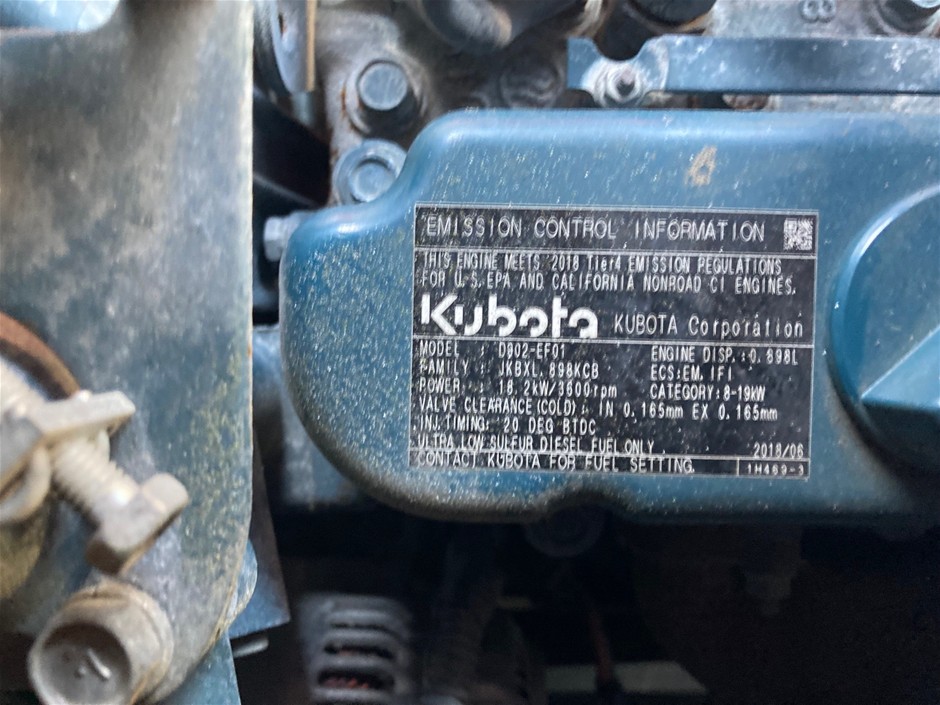 EMISSION CONTROL INFORMATION
THIS ENGINE MEETS 2018 Tier4 EMISSION REGULATIONS
FOR U.S. EPA AND CALIFORNIA NONROAD CI ENGINES.
Kubota KUBOTA Corporation
MODEL : D902-EF01 ENGINE DISP.:0.898L
FAMILY : JKBXL.898KCB ECS:EM,IFI
POWER : 18.2kW/3600rpm CATEGORY:8-19kW
VALVE CLEARANCE(COLD): IN 0.165mm EX 0.165mm
INJ.TIMING: 20 DEG BTDC
ULTRA LOW SULFUR DIESEL FUEL ONLY 2018/06
CONTACT KUBOTA FOR FUEL SETTING. 1H469-3